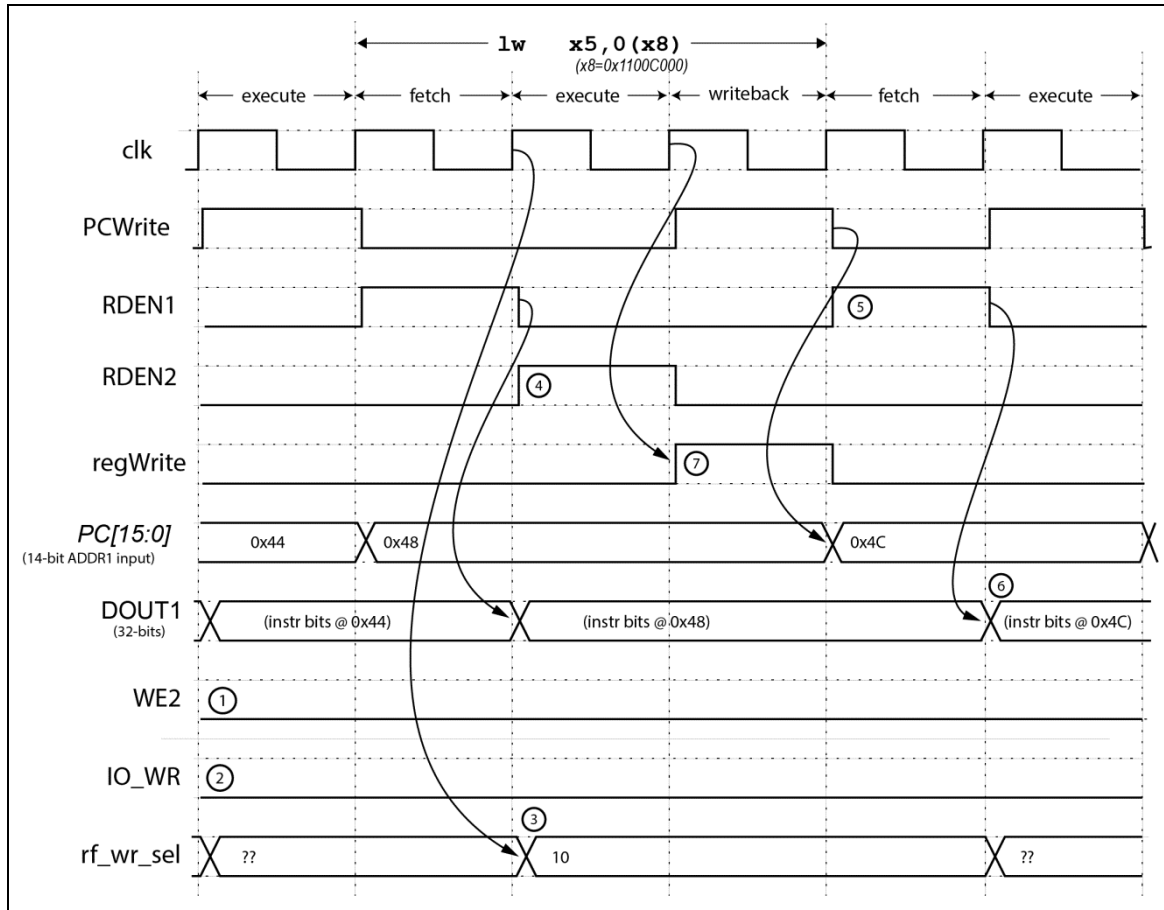 lw x5,0(x8)
(x8=0x1100C000)
execute fetch execute writeback fetch execute
clk
PCWrite
RDEN1 5
RDEN2 4
regWrite 7
PC[15:0] 0x44 0x48 0x4C
(14-bit ADDR1 input)
6
DOUT1 (instr bits @ 0x44) (instr bits @ 0x48) (instr bits @ 0x4C)
(32-bits)
WE2 1
IO_WR 2
3
rf_wr_sel ?? 10 ??